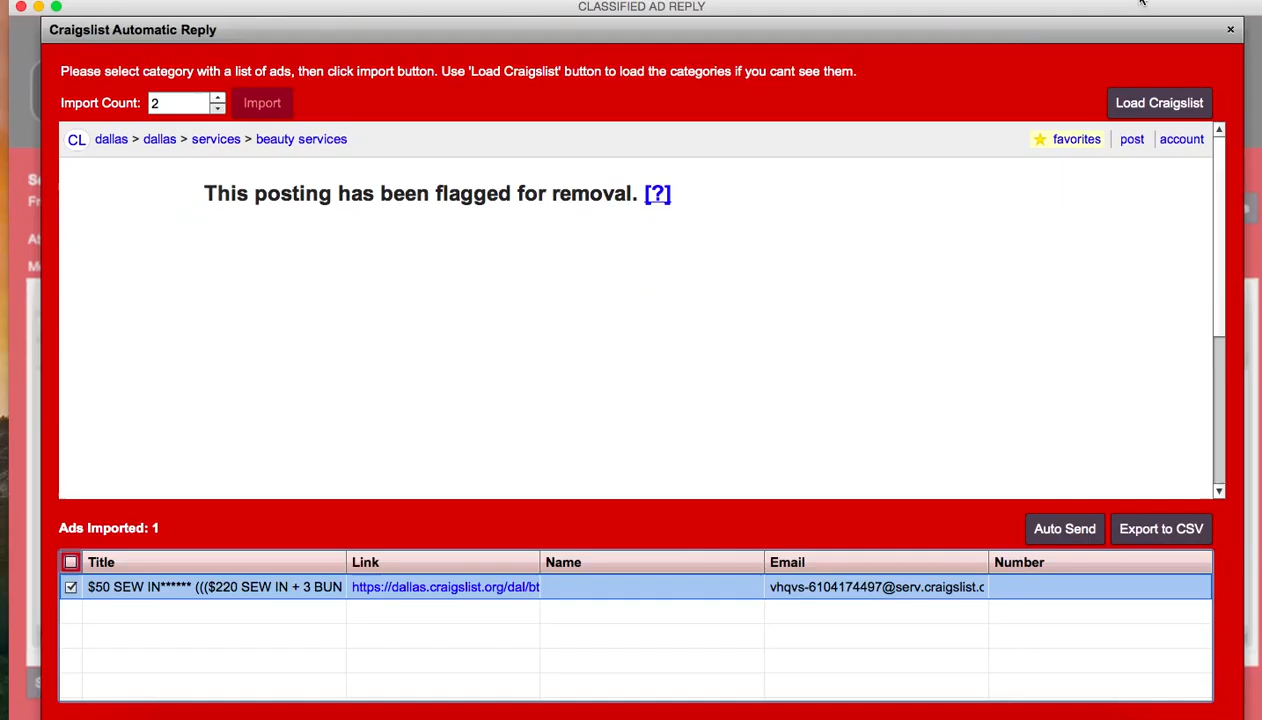 CLASSIFIED AD REPLY
Craigslist Automatic Reply
×
Please select category with a list of ads, then click import button. Use 'Load Craigslist' button to load the categories if you cant see them.
Import Count: 2 Import Load Craigslist
CL dallas > dallas > services > beauty services favorites post account
This posting has been flagged for removal. [?]
Ads Imported: 1 Auto Send Export to CSV
Title Link Name Email Number
$50 SEW IN****** ((($220 SEW IN + 3 BUN https://dallas.craigslist.org/dal/bt vhqvs-6104174497@serv.craigslist.c